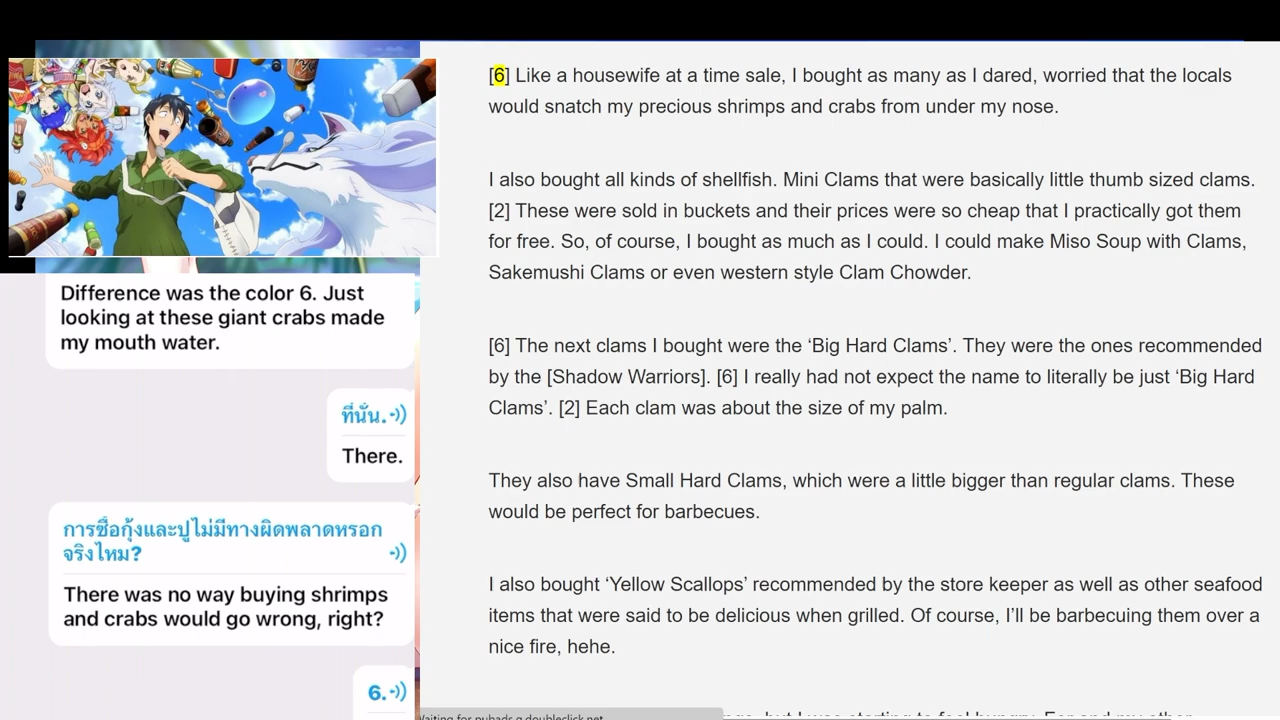 Difference was the color 6. Just
looking at these giant crabs made
my mouth water.
ที่นั่น.
There.
การซื้อกุ้งและปูไม่มีทางผิดพลาดหรอก
จริงไหม?
There was no way buying shrimps
and crabs would go wrong, right?
6.
[6] Like a housewife at a time sale, I bought as many as I dared, worried that the locals
would snatch my precious shrimps and crabs from under my nose.
I also bought all kinds of shellfish. Mini Clams that were basically little thumb sized clams.
[2] These were sold in buckets and their prices were so cheap that I practically got them
for free. So, of course, I bought as much as I could. I could make Miso Soup with Clams,
Sakemushi Clams or even western style Clam Chowder.
[6] The next clams I bought were the ‘Big Hard Clams’. They were the ones recommended
by the [Shadow Warriors]. [6] I really had not expect the name to literally be just ‘Big Hard
Clams’. [2] Each clam was about the size of my palm.
They also have Small Hard Clams, which were a little bigger than regular clams. These
would be perfect for barbecues.
I also bought ‘Yellow Scallops’ recommended by the store keeper as well as other seafood
items that were said to be delicious when grilled. Of course, I’ll be barbecuing them over a
nice fire, hehe.
but I was starting to feel hungry. For and my other